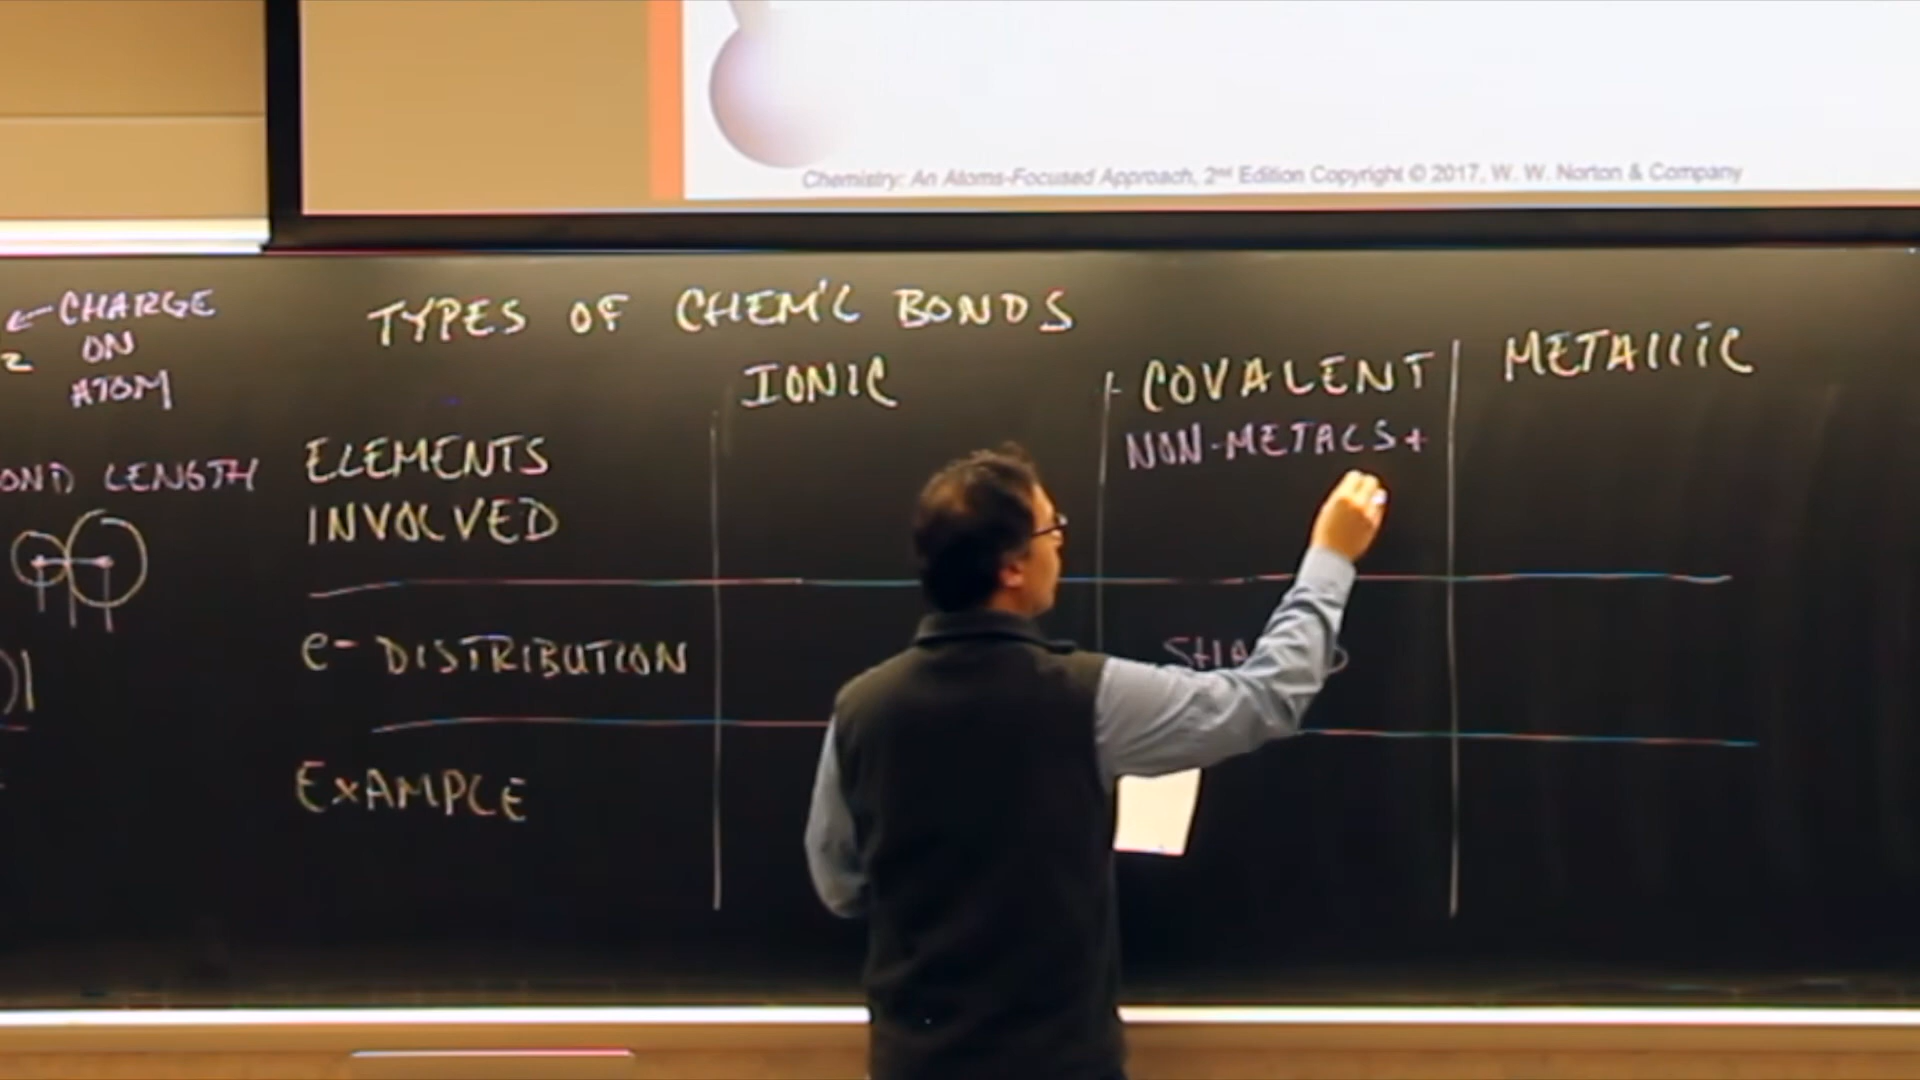 Chemistry: An Atoms-Focused Approach, 2nd Edition Copyright © 2017, W. W. Norton & Company
← CHARGE
ON
ATOM
2
LENGTH
TYPES OF CHEM'L BONDS
IONIC
COVALENT
METALLIC
ELEMENTS
INVOLVED
NON-METALS +
e- DISTRIBUTION
EXAMPLE